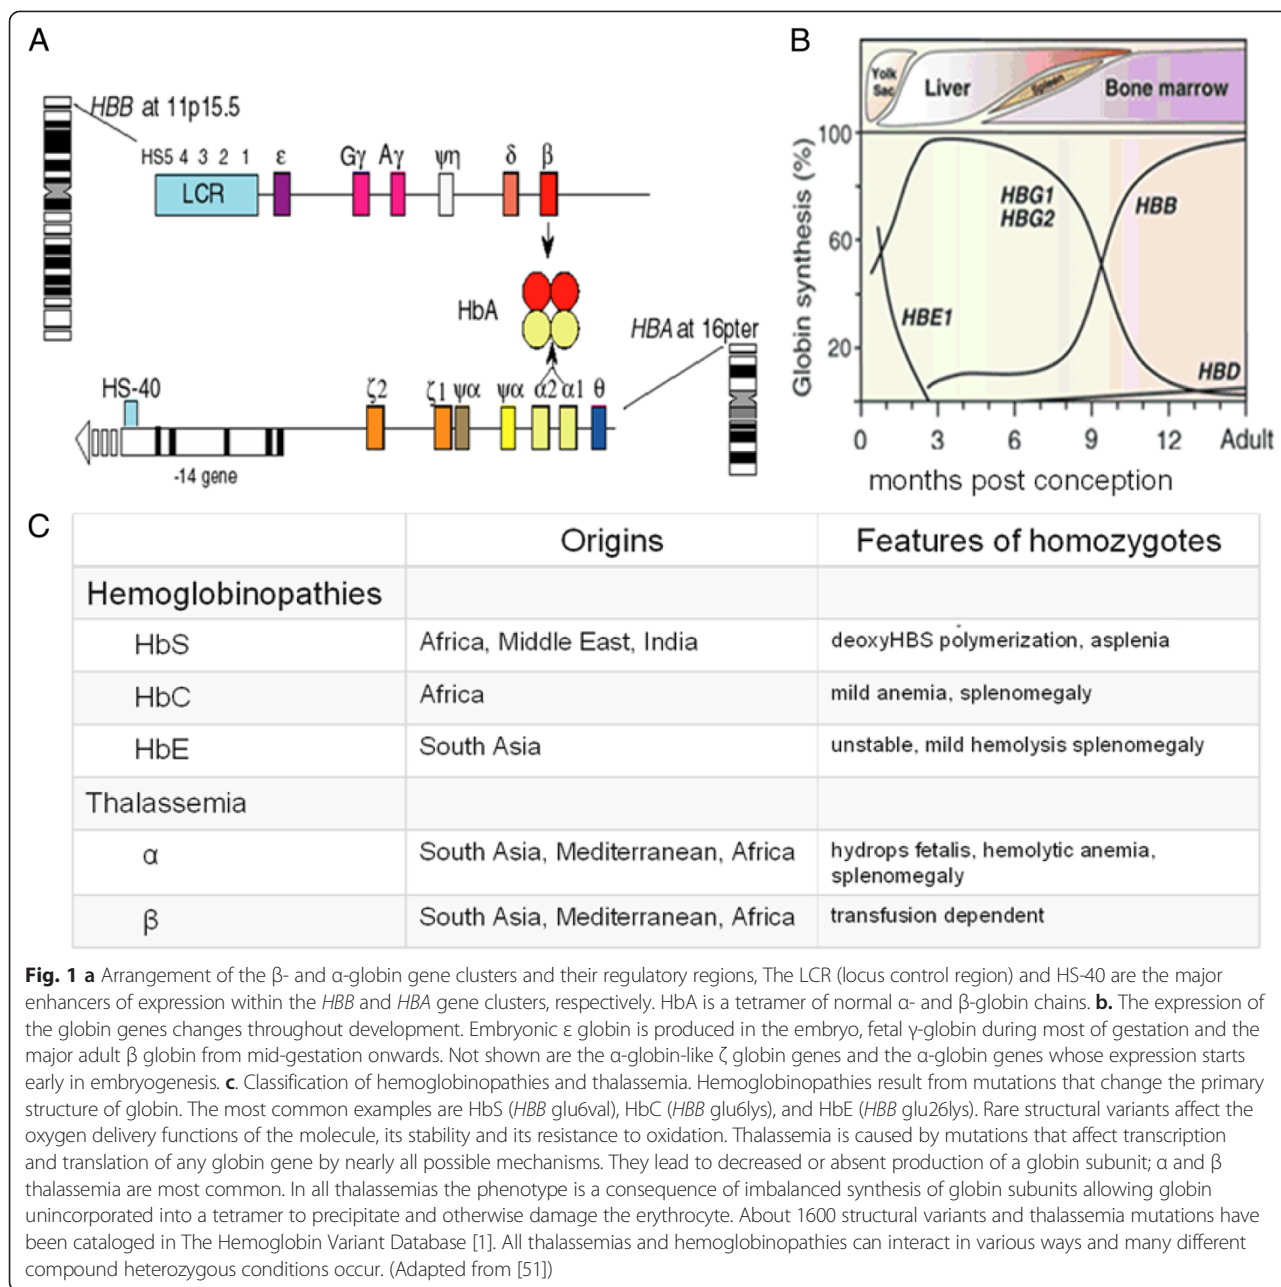 A
HBB at 11p15.5
HS5 4 3 2 1 ε Gγ Aγ ψη δ β
LCR
HbA
HBA at 16pter
HS-40 ζ2 ζ1 ψα ψα α2 α1 θ
-14 gene
B
Yolk Sac
Liver
Spleen
Bone marrow
Globin synthesis (%)
100
60
20
HBG1
HBG2
HBB
HBE1
HBD
0 3 6 9 12 Adult
months post conception
C
Origins Features of homozygotes
Hemoglobinopathies
HbS Africa, Middle East, India deoxyHBS polymerization, asplenia
HbC Africa mild anemia, splenomegaly
HbE South Asia unstable, mild hemolysis splenomegaly
Thalassemia
α South Asia, Mediterranean, Africa hydrops fetalis, hemolytic anemia,
splenomegaly
β South Asia, Mediterranean, Africa transfusion dependent
Fig. 1 a Arrangement of the β- and α-globin gene clusters and their regulatory regions, The LCR (locus control region) and HS-40 are the major
enhancers of expression within the HBB and HBA gene clusters, respectively. HbA is a tetramer of normal α- and β-globin chains. b. The expression of
the globin genes changes throughout development. Embryonic ε globin is produced in the embryo, fetal γ-globin during most of gestation and the
major adult β globin from mid-gestation onwards. Not shown are the α-globin-like ζ globin genes and the α-globin genes whose expression starts
early in embryogenesis. c. Classification of hemoglobinopathies and thalassemia. Hemoglobinopathies result from mutations that change the primary
structure of globin. The most common examples are HbS (HBB glu6val), HbC (HBB glu6lys), and HbE (HBB glu26lys). Rare structural variants affect the
oxygen delivery functions of the molecule, its stability and its resistance to oxidation. Thalassemia is caused by mutations that affect transcription
and translation of any globin gene by nearly all possible mechanisms. They lead to decreased or absent production of a globin subunit; α and β
thalassemia are most common. In all thalassemias the phenotype is a consequence of imbalanced synthesis of globin subunits allowing globin
unincorporated into a tetramer to precipitate and otherwise damage the erythrocyte. About 1600 structural variants and thalassemia mutations have
been cataloged in The Hemoglobin Variant Database [1]. All thalassemias and hemoglobinopathies can interact in various ways and many different
compound heterozygous conditions occur. (Adapted from [51])